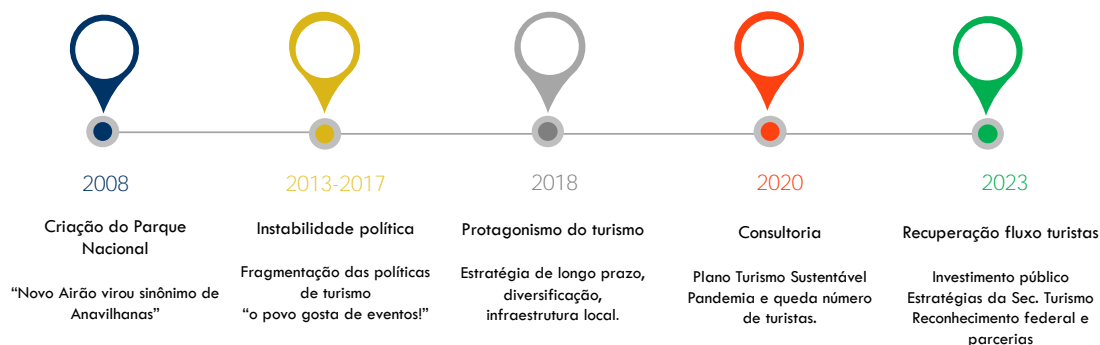 2008
Criação do Parque
Nacional
“Novo Airão virou sinônimo de
Anavilhanas”
2013-2017
Instabilidade política
Fragmentação das políticas
de turismo
“o povo gosta de eventos!”
2018
Protagonismo do turismo
Estratégia de longo prazo,
diversificação,
infraestrutura local.
2020
Consultoria
Plano Turismo Sustentável
Pandemia e queda número
de turistas.
2023
Recuperação fluxo turistas
Investimento público
Estratégias da Sec. Turismo
Reconhecimento federal e
parcerias